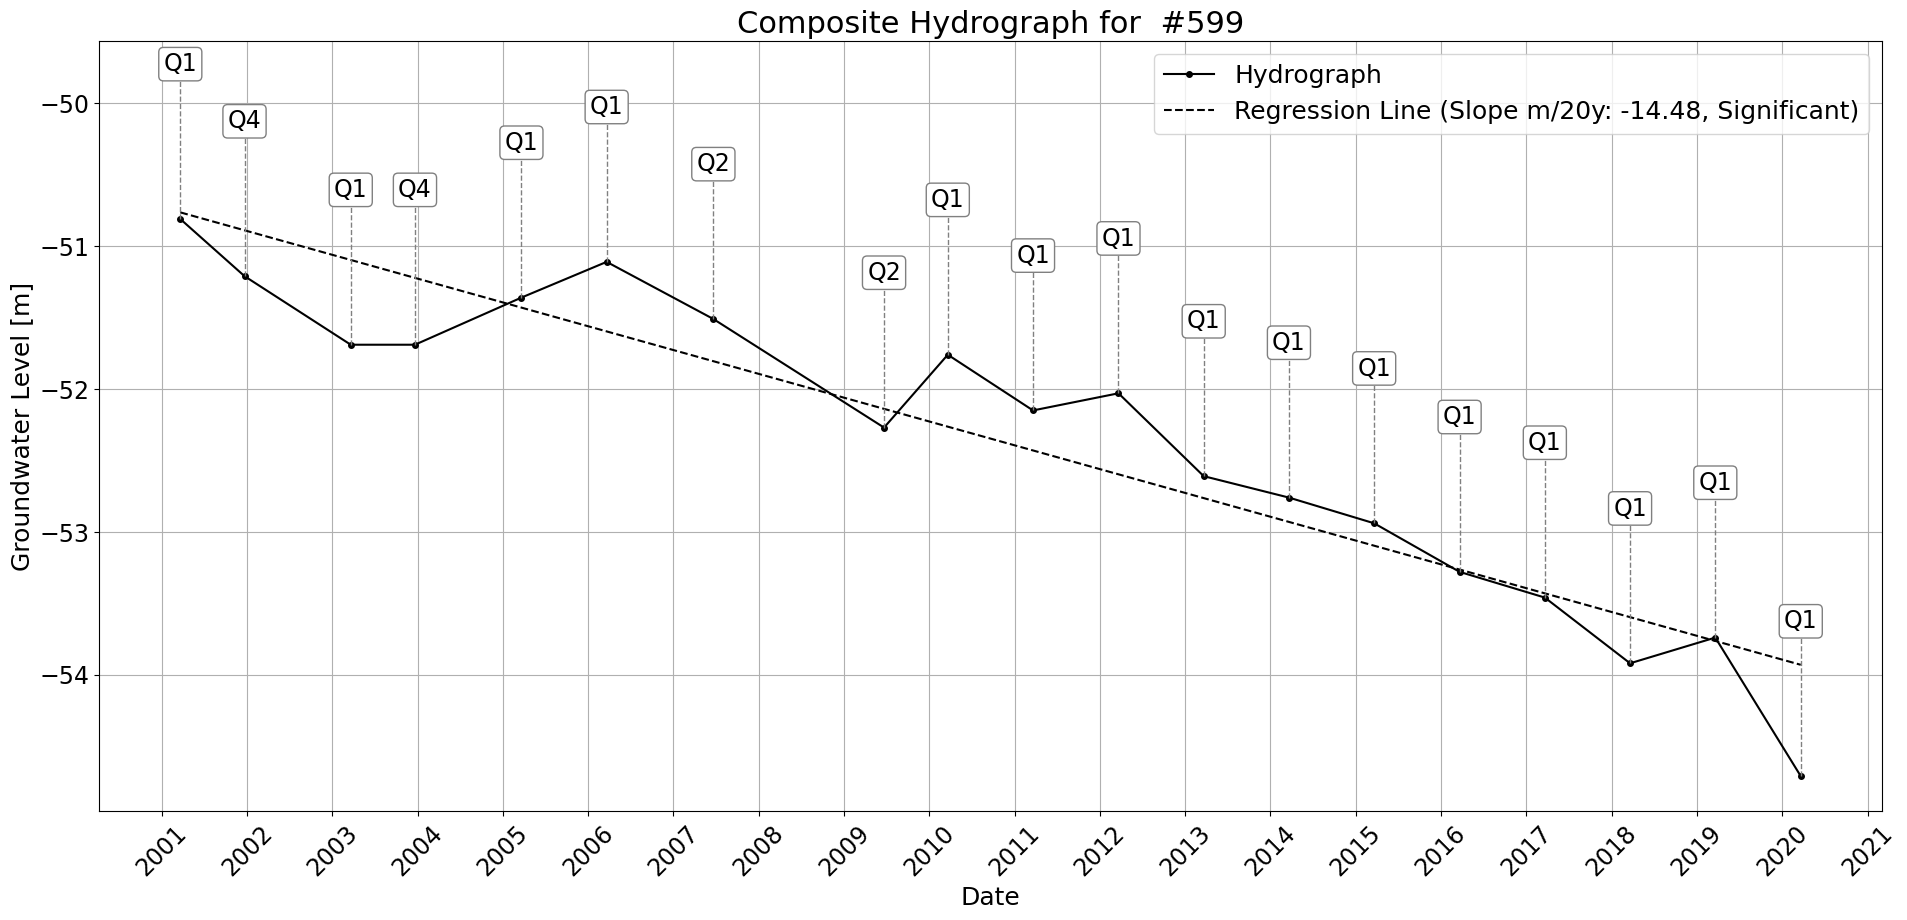 Composite Hydrograph for  #599
Hydrograph
Regression Line (Slope m/20y: -14.48, Significant)
Groundwater Level [m]
−50
−51
−52
−53
−54
Q1
Q4
Q1
Q4
Q1
Q1
Q2
Q2
Q1
Q1
Q1
Q1
Q1
Q1
Q1
Q1
Q1
Q1
Q1
2001
2002
2003
2004
2005
2006
2007
2008
2009
2010
2011
2012
2013
2014
2015
2016
2017
2018
2019
2020
2021
Date